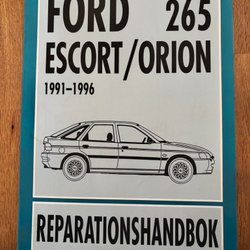 FORD 265
ESCORT/ORION
1991-1996
REPARATIONSHANDBOK